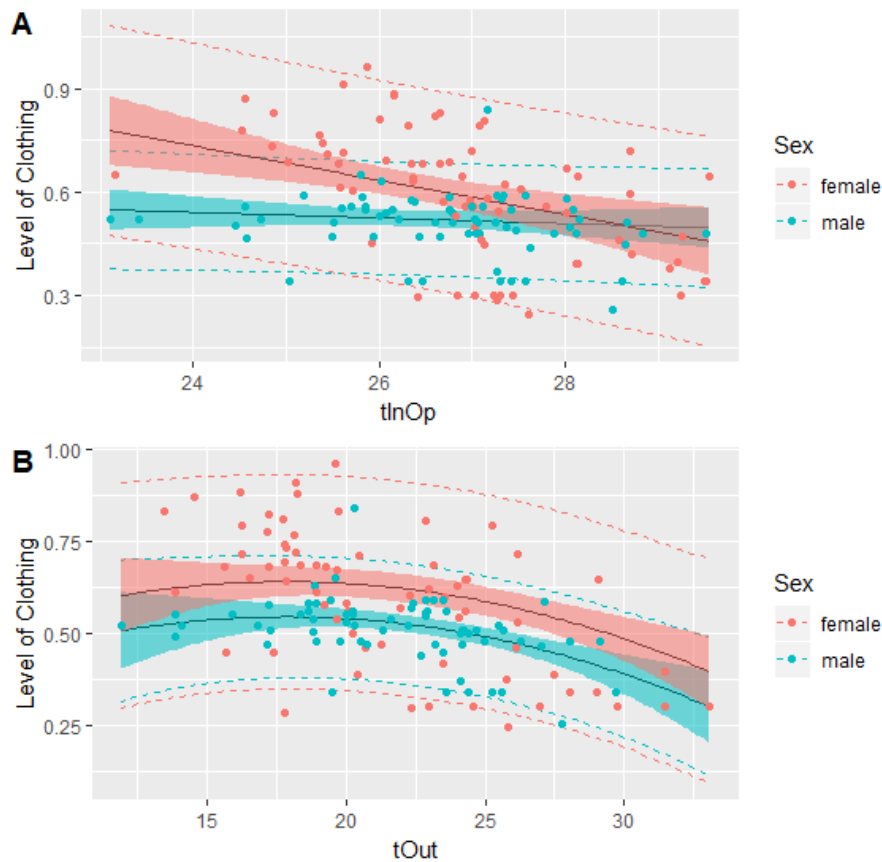 A
Level of Clothing
0.9
0.6
0.3
24
26
28
tInOp
Sex
female
male
B
Level of Clothing
1.00
0.75
0.50
0.25
15
20
25
30
tOut
Sex
female
male